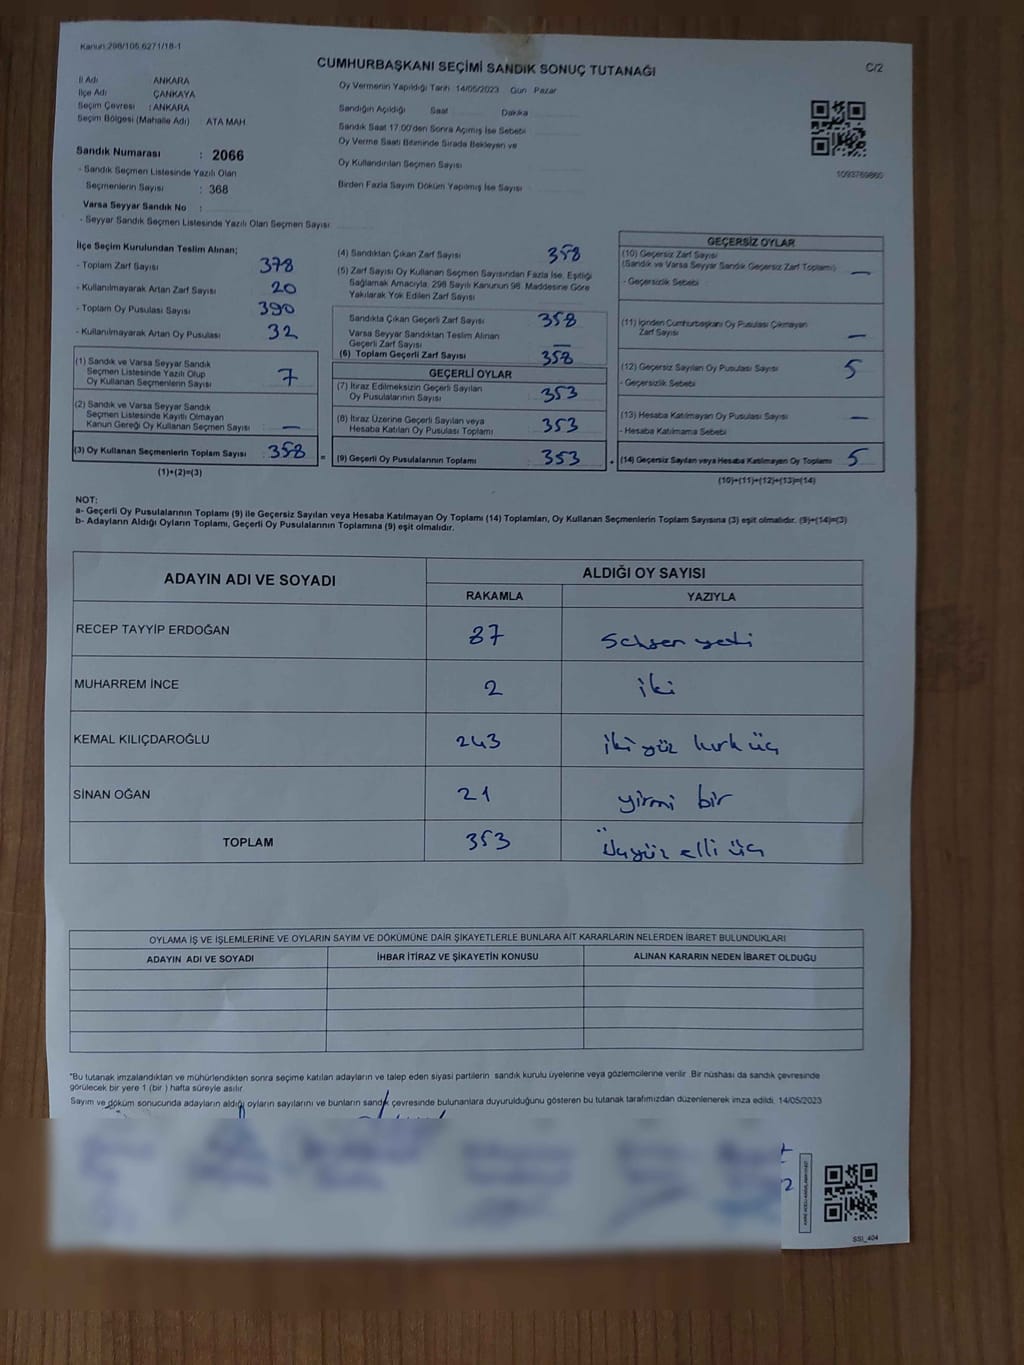 Kanun:298/105,6271/18-1
CUMHURBAŞKANI SEÇİMİ SANDIK SONUÇ TUTANAĞI
C/2
İl Adı ANKARA
İlçe Adı ÇANKAYA
Seçim Çevresi : ANKARA
Seçim Bölgesi (Mahalle Adı) : ATA MAH.
Oy Vermenin Yapıldığı Tarih 14/05/2023 Gün Pazar
Sandığın Açıldığı Saat Dakika
Sandık Saat 17.00'den Sonra Açılmış İse Sebebi
Oy Verme Saati Bitiminde Sırada Bekleyen ve
Oy Kullandırılan Seçmen Sayısı
Birden Fazla Sayım Döküm Yapılmış İse Sayısı
1093769860
Sandık Numarası : 2066
- Sandık Seçmen Listesinde Yazılı Olan
Seçmenlerin Sayısı : 368
Varsa Seyyar Sandık No :
- Seyyar Sandık Seçmen Listesinde Yazılı Olan Seçmen Sayısı
İlçe Seçim Kurulundan Teslim Alınan;
- Toplam Zarf Sayısı 378
- Kullanılmayarak Artan Zarf Sayısı 20
- Toplam Oy Pusulası Sayısı 390
- Kullanılmayarak Artan Oy Pusulası 32
(1) Sandık ve Varsa Seyyar Sandık
Seçmen Listesinde Yazılı Olup
Oy Kullanan Seçmenlerin Sayısı 7
(2) Sandık ve Varsa Seyyar Sandık
Seçmen Listesinde Kayıtlı Olmayan
Kanun Gereği Oy Kullanan Seçmen Sayısı —
(3) Oy Kullanan Seçmenlerin Toplam Sayısı 358
(1)+(2)=(3)
(4) Sandıktan Çıkan Zarf Sayısı 358
(5) Zarf Sayısı Oy Kullanan Seçmen Sayısından Fazla İse, Eşitliği
Sağlamak Amacıyla, 298 Sayılı Kanunun 98. Maddesine Göre
Yakılarak Yok Edilen Zarf Sayısı
Sandıkta Çıkan Geçerli Zarf Sayısı 358
Varsa Seyyar Sandıktan Teslim Alınan
Geçerli Zarf Sayısı —
(6) Toplam Geçerli Zarf Sayısı 358
GEÇERLİ OYLAR
(7) İtiraz Edilmeksizin Geçerli Sayılan
Oy Pusulalarının Sayısı 353
(8) İtiraz Üzerine Geçerli Sayılan veya
Hesaba Katılan Oy Pusulası Toplamı 353
= (9) Geçerli Oy Pusulalarının Toplamı 353 +
GEÇERSİZ OYLAR
(10) Geçersiz Zarf Sayısı
(Sandık ve Varsa Seyyar Sandık Geçersiz Zarf Toplamı) —
- Geçersizlik Sebebi
(11) İçinden Cumhurbaşkanı Oy Pusulası Çıkmayan
Zarf Sayısı —
(12) Geçersiz Sayılan Oy Pusulası Sayısı 5
- Geçersizlik Sebebi
(13) Hesaba Katılmayan Oy Pusulası Sayısı —
- Hesaba Katılmama Sebebi
(14) Geçersiz Sayılan veya Hesaba Katılmayan Oy Toplamı 5
(10)+(11)+(12)+(13)=(14)
NOT:
a- Geçerli Oy Pusulalarının Toplamı (9) ile Geçersiz Sayılan veya Hesaba Katılmayan Oy Toplamı (14) Toplamları, Oy Kullanan Seçmenlerin Toplam Sayısına (3) eşit olmalıdır. (9)+(14)=(3)
b- Adayların Aldığı Oyların Toplamı, Geçerli Oy Pusulalarının Toplamına (9) eşit olmalıdır.
ADAYIN ADI VE SOYADI ALDIĞI OY SAYISI
RAKAMLA YAZIYLA
RECEP TAYYİP ERDOĞAN 87 Seksen yedi
MUHARREM İNCE 2 iki
KEMAL KILIÇDAROĞLU 243 iki yüz kırk üç
SİNAN OĞAN 21 yirmi bir
TOPLAM 353 Üçyüz elli üç
OYLAMA İŞ VE İŞLEMLERİNE VE OYLARIN SAYIM VE DÖKÜMÜNE DAİR ŞİKAYETLERLE BUNLARA AİT KARARLARIN NELERDEN İBARET BULUNDUKLARI
ADAYIN ADI VE SOYADI İHBAR İTİRAZ VE ŞİKAYETİN KONUSU ALINAN KARARIN NEDEN İBARET OLDUĞU
*Bu tutanak imzalandıktan ve mühürlendikten sonra seçime katılan adayların ve talep eden siyasi partilerin sandık kurulu üyelerine veya gözlemcilerine verilir. Bir nüshası da sandık çevresinde
görülecek bir yere 1 (bir ) hafta süreyle asılır.
Sayım ve döküm sonucunda adayların aldığı oyların sayılarını ve bunların sandık çevresinde bulunanlara duyurulduğunu gösteren bu tutanak tarafımızdan düzenlenerek imza edildi. 14/05/2023
SSI_404